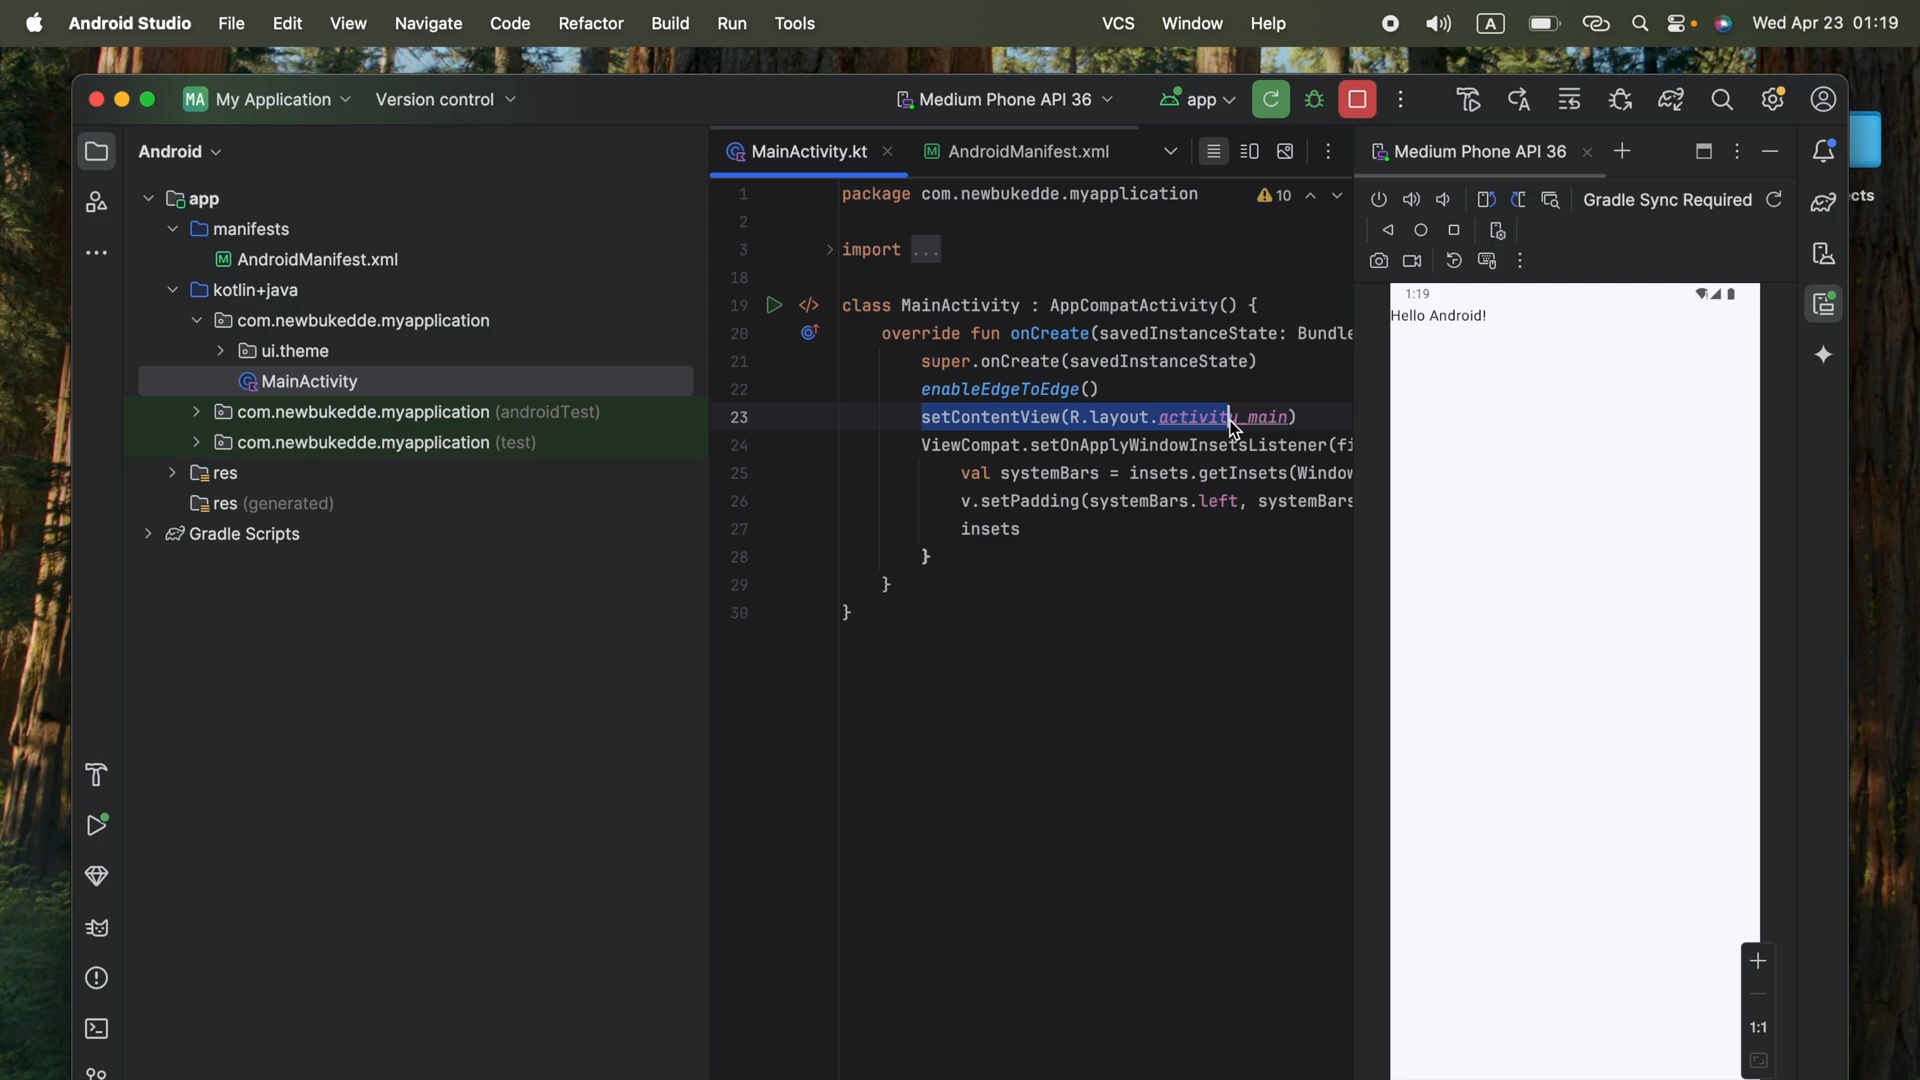 Android Studio File Edit View Navigate Code Refactor Build Run Tools VCS Window Help A Wed Apr 23 01:19
MA My Application Version control Medium Phone API 36 app
Android
app
manifests
AndroidManifest.xml
kotlin+java
com.newbukedde.myapplication
ui.theme
MainActivity
com.newbukedde.myapplication (androidTest)
com.newbukedde.myapplication (test)
res
res (generated)
Gradle Scripts
MainActivity.kt AndroidManifest.xml
1 package com.newbukedde.myapplication 10
2
3 import ...
18
19 class MainActivity : AppCompatActivity() {
20 override fun onCreate(savedInstanceState: Bundle
21 super.onCreate(savedInstanceState)
22 enableEdgeToEdge()
23 setContentView(R.layout.activity_main)
24 ViewCompat.setOnApplyWindowInsetsListener(fi
25 val systemBars = insets.getInsets(Window
26 v.setPadding(systemBars.left, systemBars
27 insets
28 }
29 }
30 }
Medium Phone API 36
Gradle Sync Required
1:19
Hello Android!
1:1
cts